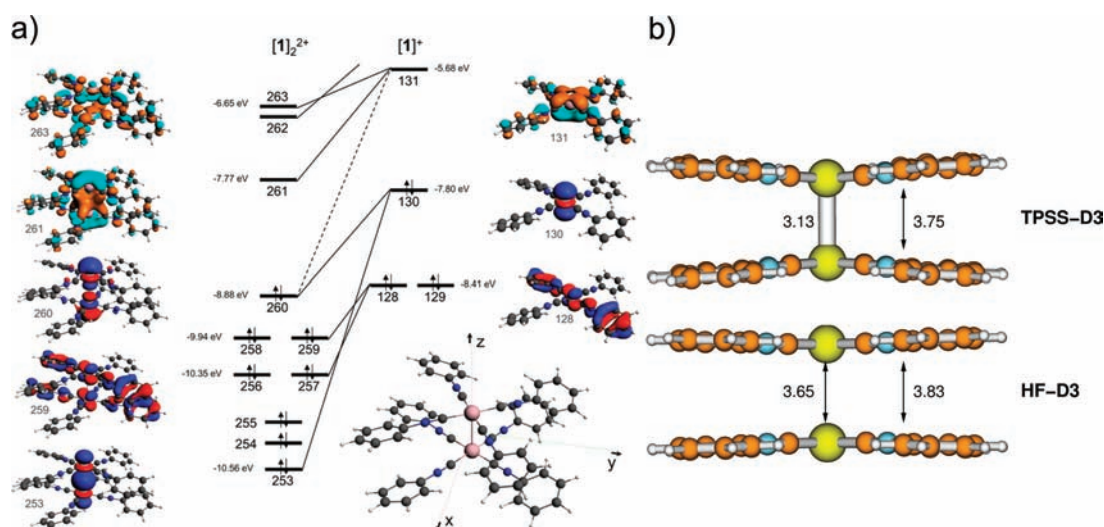 a)
[1]₂²⁺
[1]⁺
-5.68 eV
131
263
-6.65 eV
262
263
131
-7.77 eV
261
-7.80 eV
130
261
130
-8.88 eV
260
128
129
-8.41 eV
260
128
-9.94 eV
258
259
-10.35 eV
256
257
259
z
255
254
y
-10.56 eV
253
253
x
b)
3.13
3.75
TPSS–D3
3.65
3.83
HF–D3